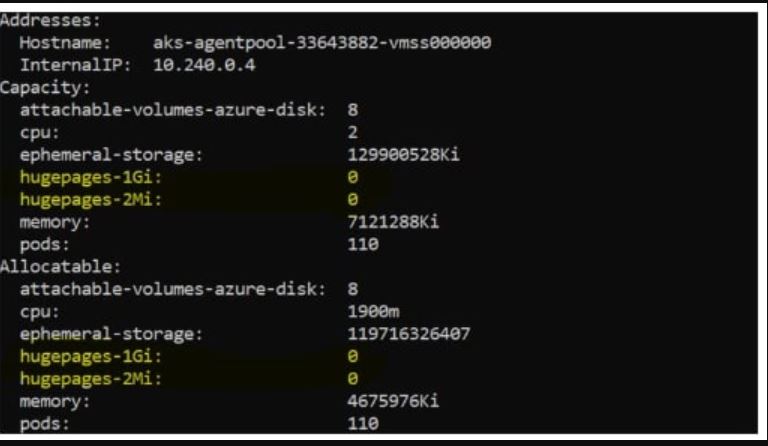 Addresses:
Hostname: aks-agentpool-33643882-vmss000000
InternalIP: 10.240.0.4
Capacity:
attachable-volumes-azure-disk: 8
cpu: 2
ephemeral-storage: 129900528Ki
hugepages-1Gi: 0
hugepages-2Mi: 0
memory: 7121288Ki
pods: 110
Allocatable:
attachable-volumes-azure-disk: 8
cpu: 1900m
ephemeral-storage: 119716326407
hugepages-1Gi: 0
hugepages-2Mi: 0
memory: 4675976Ki
pods: 110